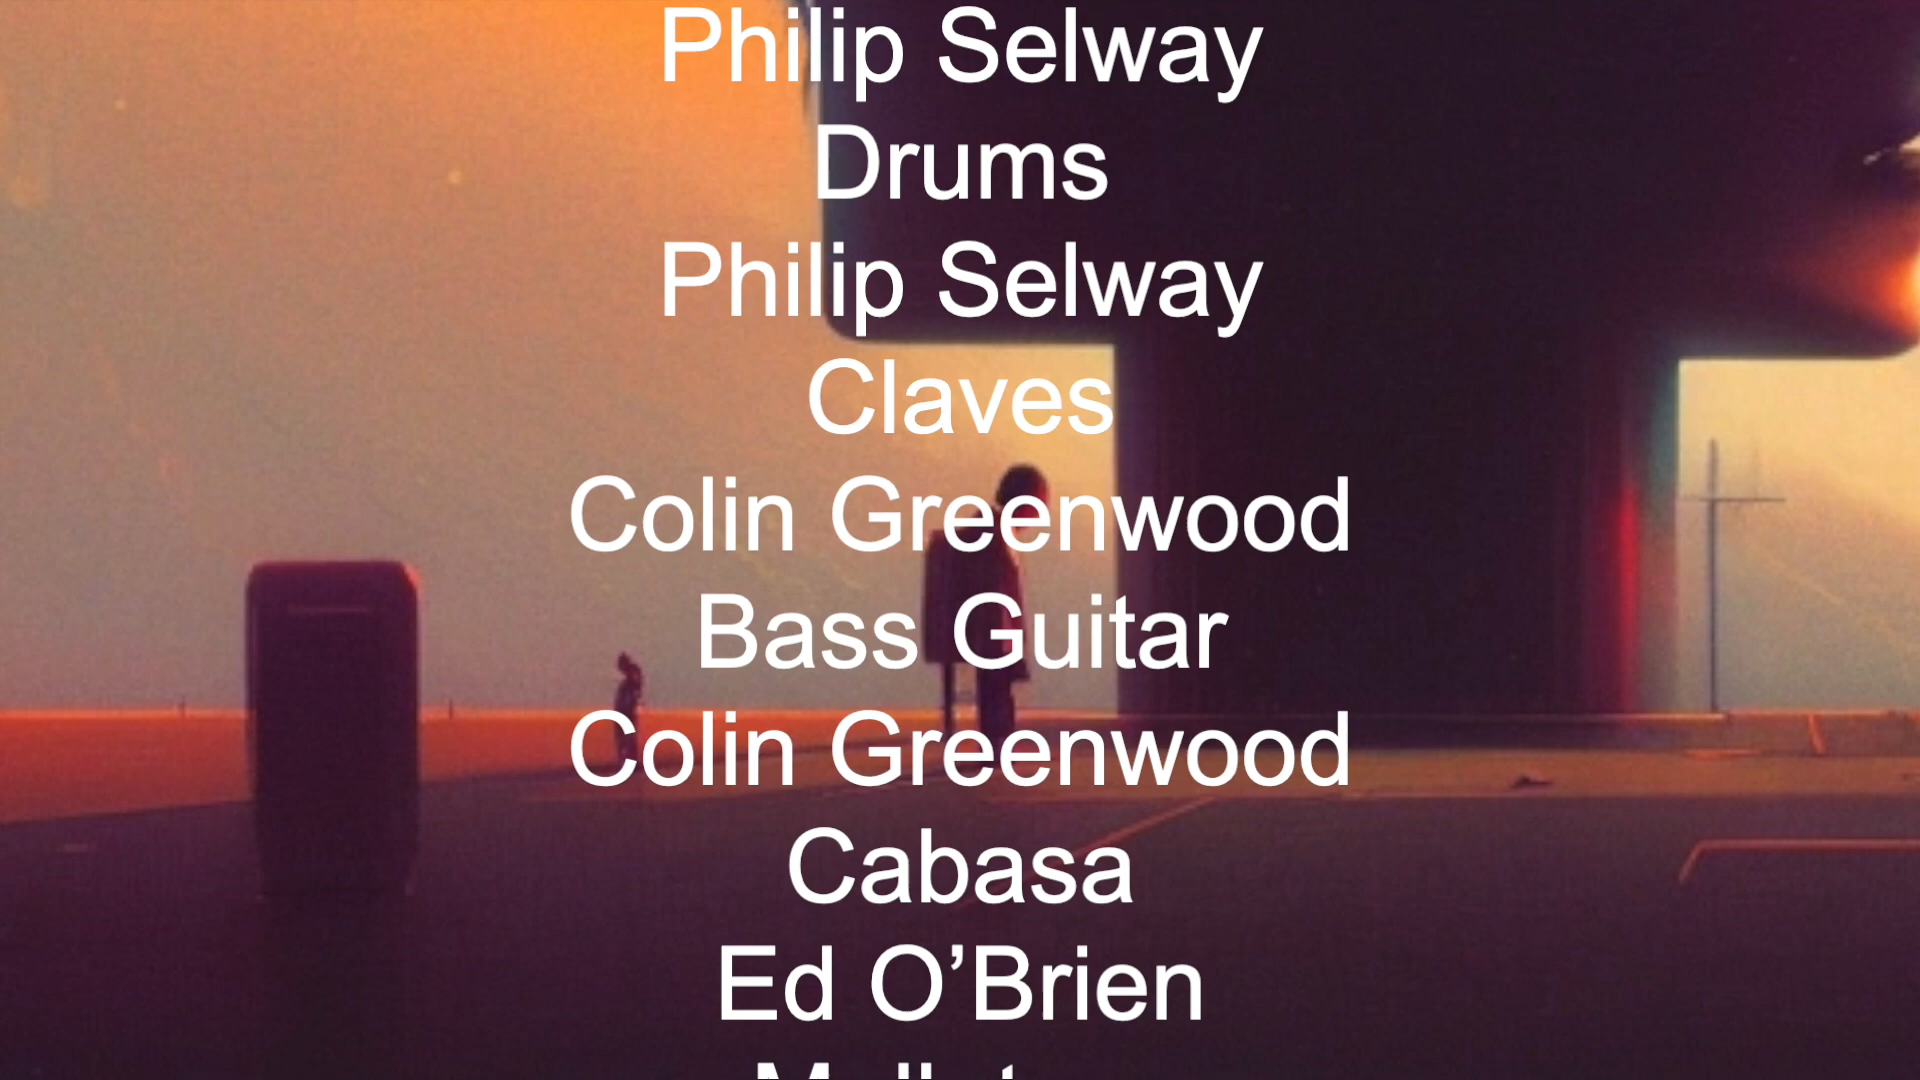 Philip Selway
Drums
Philip Selway
Claves
Colin Greenwood
Bass Guitar
Colin Greenwood
Cabasa
Ed O’Brien